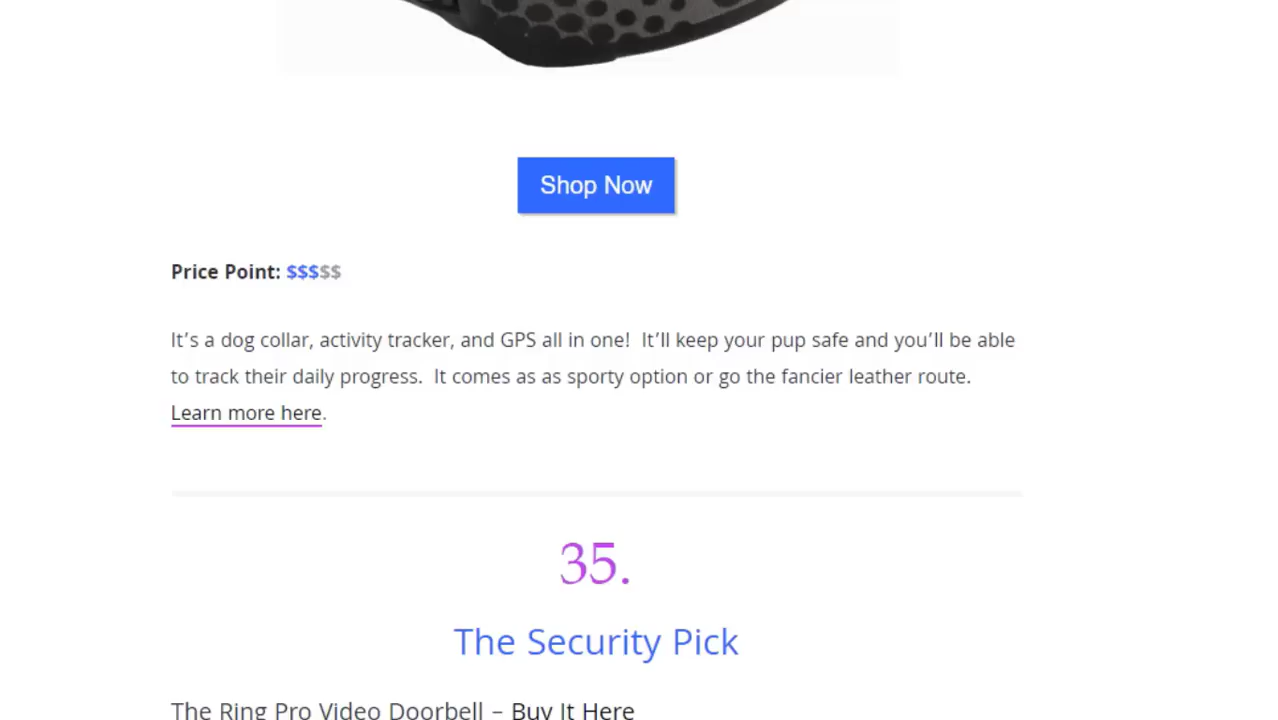 Shop Now
Price Point: $$$$$
It’s a dog collar, activity tracker, and GPS all in one!  It’ll keep your pup safe and you’ll be able
to track their daily progress.  It comes as as sporty option or go the fancier leather route.
Learn more here.
35.
The Security Pick
The Ring Pro Video Doorbell – Buy It Here